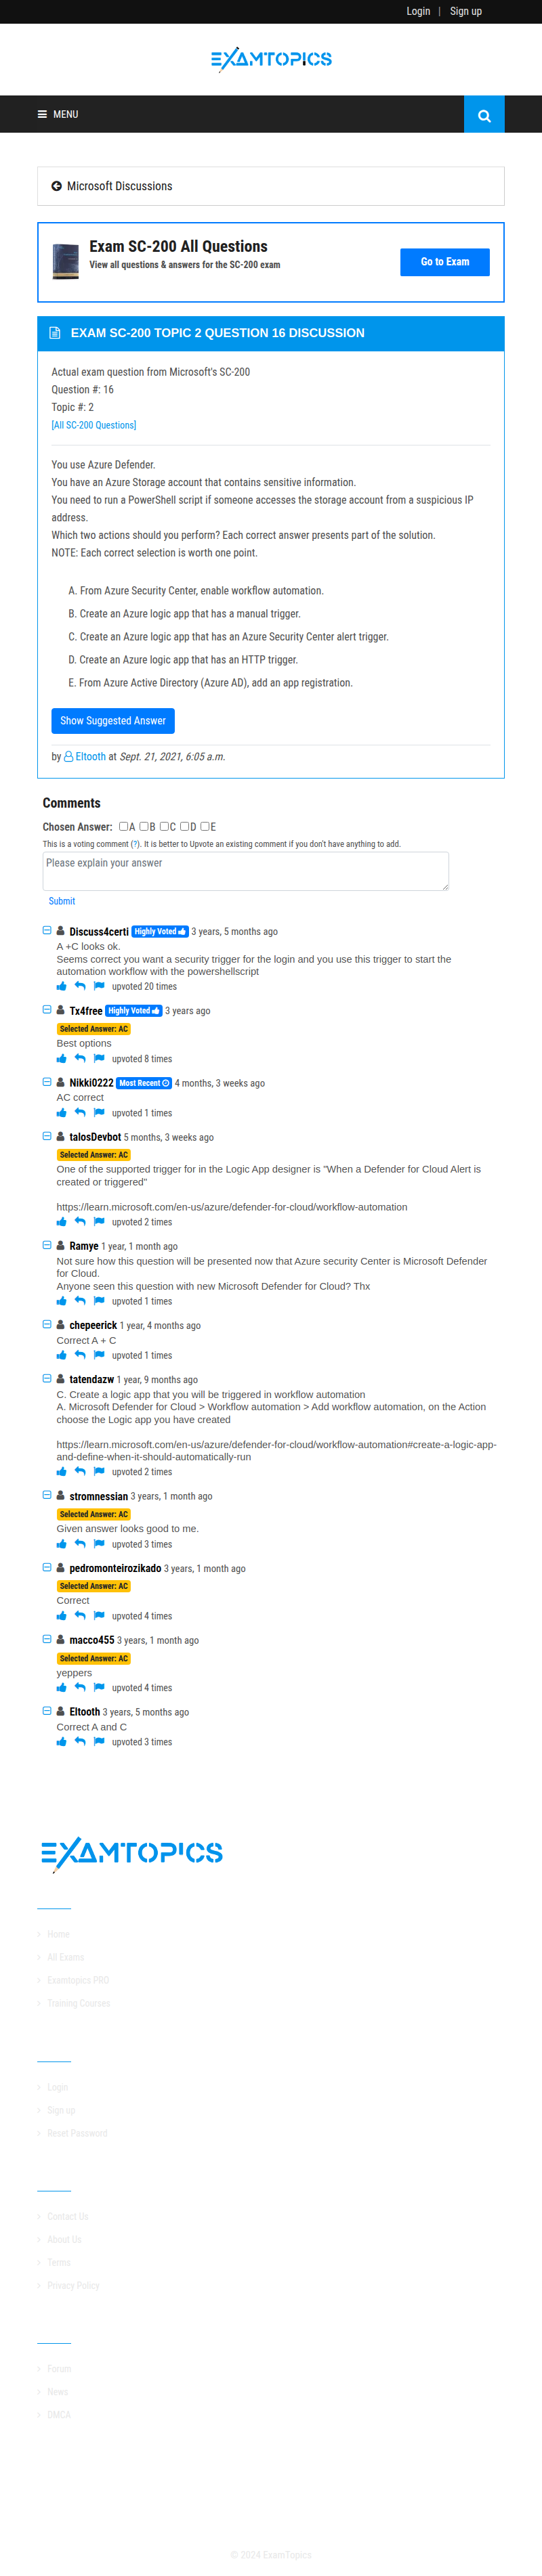 Login | Sign up
EXAMTOPICS
MENU
Microsoft Discussions
Exam SC-200 All Questions
View all questions & answers for the SC-200 exam
Go to Exam
EXAM SC-200 TOPIC 2 QUESTION 16 DISCUSSION
Actual exam question from Microsoft's SC-200
Question #: 16
Topic #: 2
[All SC-200 Questions]
You use Azure Defender.
You have an Azure Storage account that contains sensitive information.
You need to run a PowerShell script if someone accesses the storage account from a suspicious IP
address.
Which two actions should you perform? Each correct answer presents part of the solution.
NOTE: Each correct selection is worth one point.
A. From Azure Security Center, enable workflow automation.
B. Create an Azure logic app that has a manual trigger.
C. Create an Azure logic app that has an Azure Security Center alert trigger.
D. Create an Azure logic app that has an HTTP trigger.
E. From Azure Active Directory (Azure AD), add an app registration.
Show Suggested Answer
by Eltooth at Sept. 21, 2021, 6:05 a.m.
Comments
Chosen Answer: A B C D E
This is a voting comment (?). It is better to Upvote an existing comment if you don't have anything to add.
Please explain your answer
Submit
Discuss4certi Highly Voted 3 years, 5 months ago
A +C looks ok.
Seems correct you want a security trigger for the login and you use this trigger to start the
automation workflow with the powershellscript
upvoted 20 times
Tx4free Highly Voted 3 years ago
Selected Answer: AC
Best options
upvoted 8 times
Nikki0222 Most Recent 4 months, 3 weeks ago
AC correct
upvoted 1 times
talosDevbot 5 months, 3 weeks ago
Selected Answer: AC
One of the supported trigger for in the Logic App designer is "When a Defender for Cloud Alert is
created or triggered"
https://learn.microsoft.com/en-us/azure/defender-for-cloud/workflow-automation
upvoted 2 times
Ramye 1 year, 1 month ago
Not sure how this question will be presented now that Azure security Center is Microsoft Defender
for Cloud.
Anyone seen this question with new Microsoft Defender for Cloud? Thx
upvoted 1 times
chepeerick 1 year, 4 months ago
Correct A + C
upvoted 1 times
tatendazw 1 year, 9 months ago
C. Create a logic app that you will be triggered in workflow automation
A. Microsoft Defender for Cloud > Workflow automation > Add workflow automation, on the Action
choose the Logic app you have created
https://learn.microsoft.com/en-us/azure/defender-for-cloud/workflow-automation#create-a-logic-app-
and-define-when-it-should-automatically-run
upvoted 2 times
stromnessian 3 years, 1 month ago
Selected Answer: AC
Given answer looks good to me.
upvoted 3 times
pedromonteirozikado 3 years, 1 month ago
Selected Answer: AC
Correct
upvoted 4 times
macco455 3 years, 1 month ago
Selected Answer: AC
yeppers
upvoted 4 times
Eltooth 3 years, 5 months ago
Correct A and C
upvoted 3 times
EXAMTOPICS
Home
All Exams
Examtopics PRO
Training Courses
Login
Sign up
Reset Password
Contact Us
About Us
Terms
Privacy Policy
Forum
News
DMCA
© 2024 ExamTopics